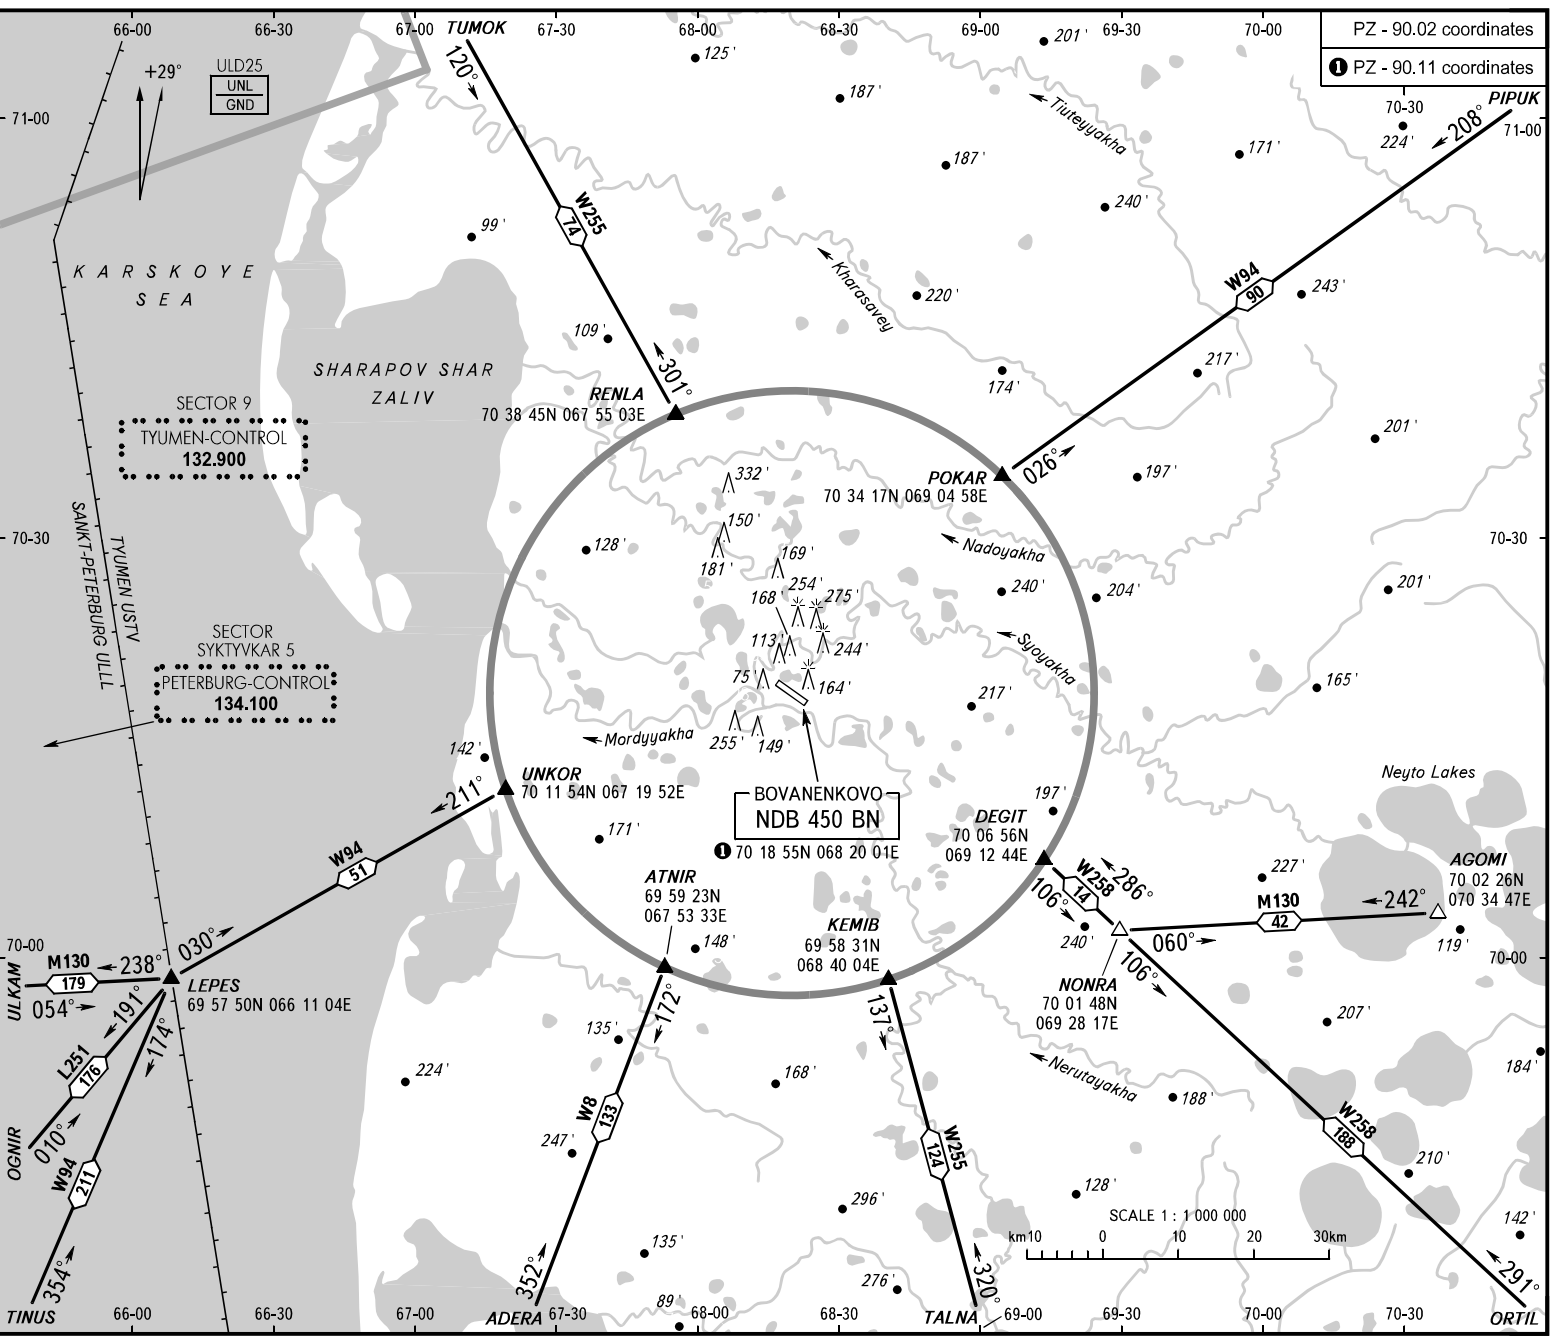 66-00
66-30
67-00
TUMOK
67-30
68-00
68-30
69-00
69-30
70-00
PZ - 90.02 coordinates
❶ PZ - 90.11 coordinates
70-30
PIPUK
71-00
71-00
+29°
ULD25
UNL
GND
120°
125'
201'
187'
187'
Tiuteyyakha
171'
224'
208°
240'
99'
W255
74
KARSKOYE
SEA
Kharasavey
220'
W94
90
243'
109'
217'
174'
SHARAPOV SHAR
ZALIV
301°
RENLA
70 38 45N 067 55 03E
SECTOR 9
TYUMEN-CONTROL
132.900
201'
197'
026°
POKAR
70 34 17N 069 04 58E
332'
150'
181'
128'
169'
254'
275'
168'
113'
244'
75'
164'
255'
149'
70-30
70-30
SANKT-PETERBURG ULLL
TYUMEN USTV
Nadoyakha
240'
204'
201'
Syoyakha
217'
165'
SECTOR
SYKTYVKAR 5
PETERBURG-CONTROL
134.100
Mordyyakha
142'
UNKOR
70 11 54N 067 19 52E
211°
BOVANENKOVO
NDB 450 BN
❶ 70 18 55N 068 20 01E
171'
197'
DEGIT
70 06 56N
069 12 44E
Neyto Lakes
W94
51
286°
W258
14
106°
227'
M130
42
242°
AGOMI
70 02 26N
070 34 47E
119'
240'
060°
106°
NONRA
70 01 48N
069 28 17E
ATNIR
69 59 23N
067 53 33E
148'
KEMIB
69 58 31N
068 40 04E
70-00
70-00
030°
M130
179
238°
054°
ULKAM
LEPES
69 57 50N 066 11 04E
191°
174°
L251
176
010°
OGNIR
W94
211
354°
TINUS
172°
137°
135'
224'
168'
Nerutayakha
188'
207'
184'
W8
133
247'
W255
124
W258
188
210'
296'
128'
142'
SCALE 1 : 1 000 000
km10
0
10
20
30km
135'
276'
89'
352°
320°
291°
66-00
66-30
67-00
ADERA
67-30
68-00
68-30
TALNA
69-00
69-30
70-00
70-30
ORTIL